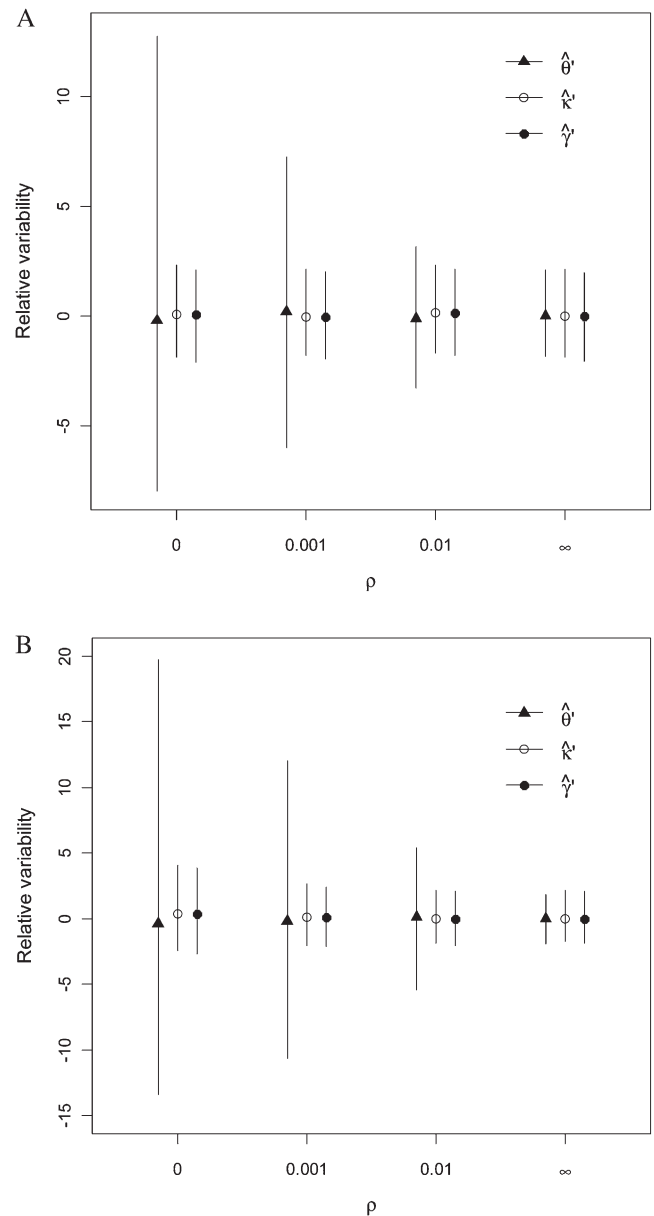 A
Relative variability
10
5
0
-5
θ̂'
κ̂'
γ̂'
0 0.001 0.01 ∞
ρ
B
Relative variability
20
15
10
5
0
-5
-10
-15
θ̂'
κ̂'
γ̂'
0 0.001 0.01 ∞
ρ